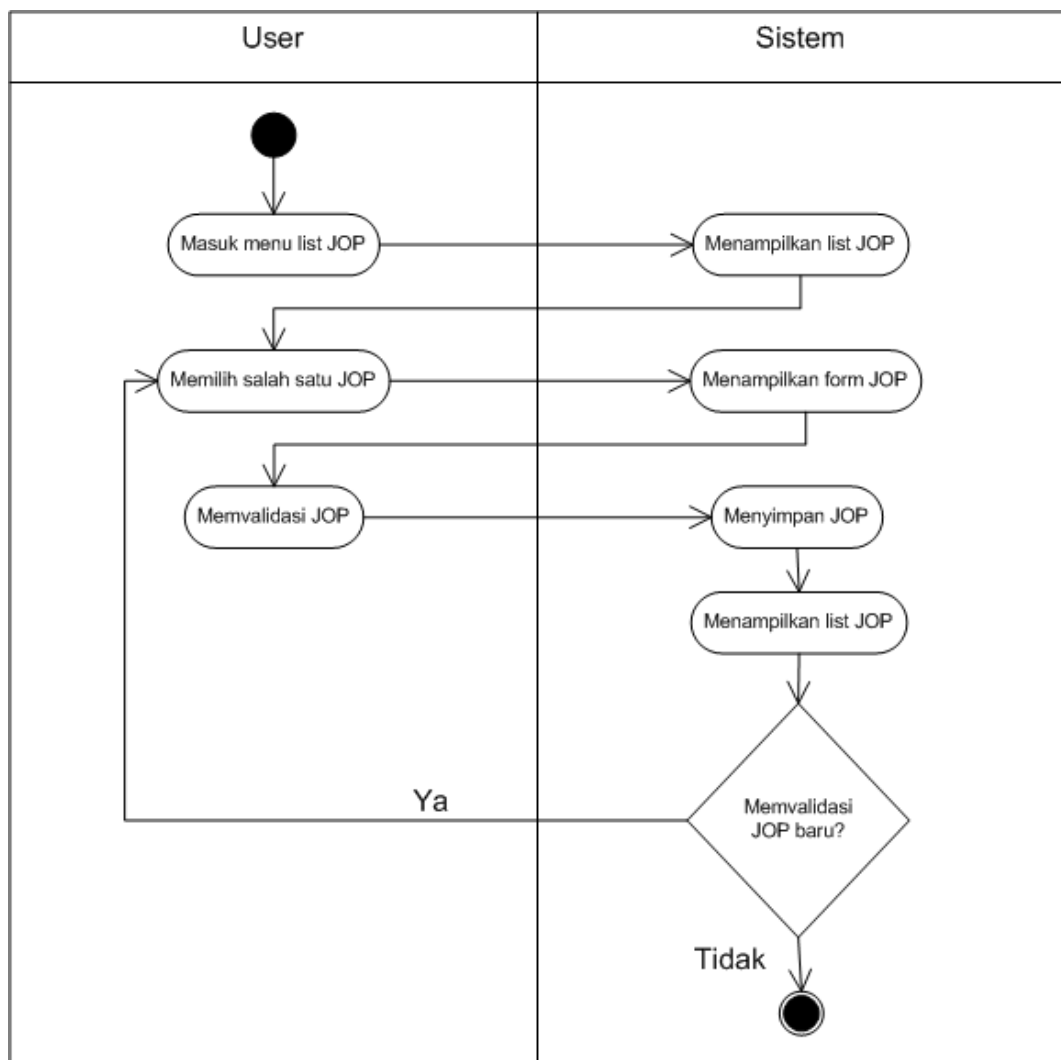 User
Sistem
Masuk menu list JOP
Menampilkan list JOP
Memilih salah satu JOP
Menampilkan form JOP
Memvalidasi JOP
Menyimpan JOP
Menampilkan list JOP
Ya
Memvalidasi
JOP baru?
Tidak